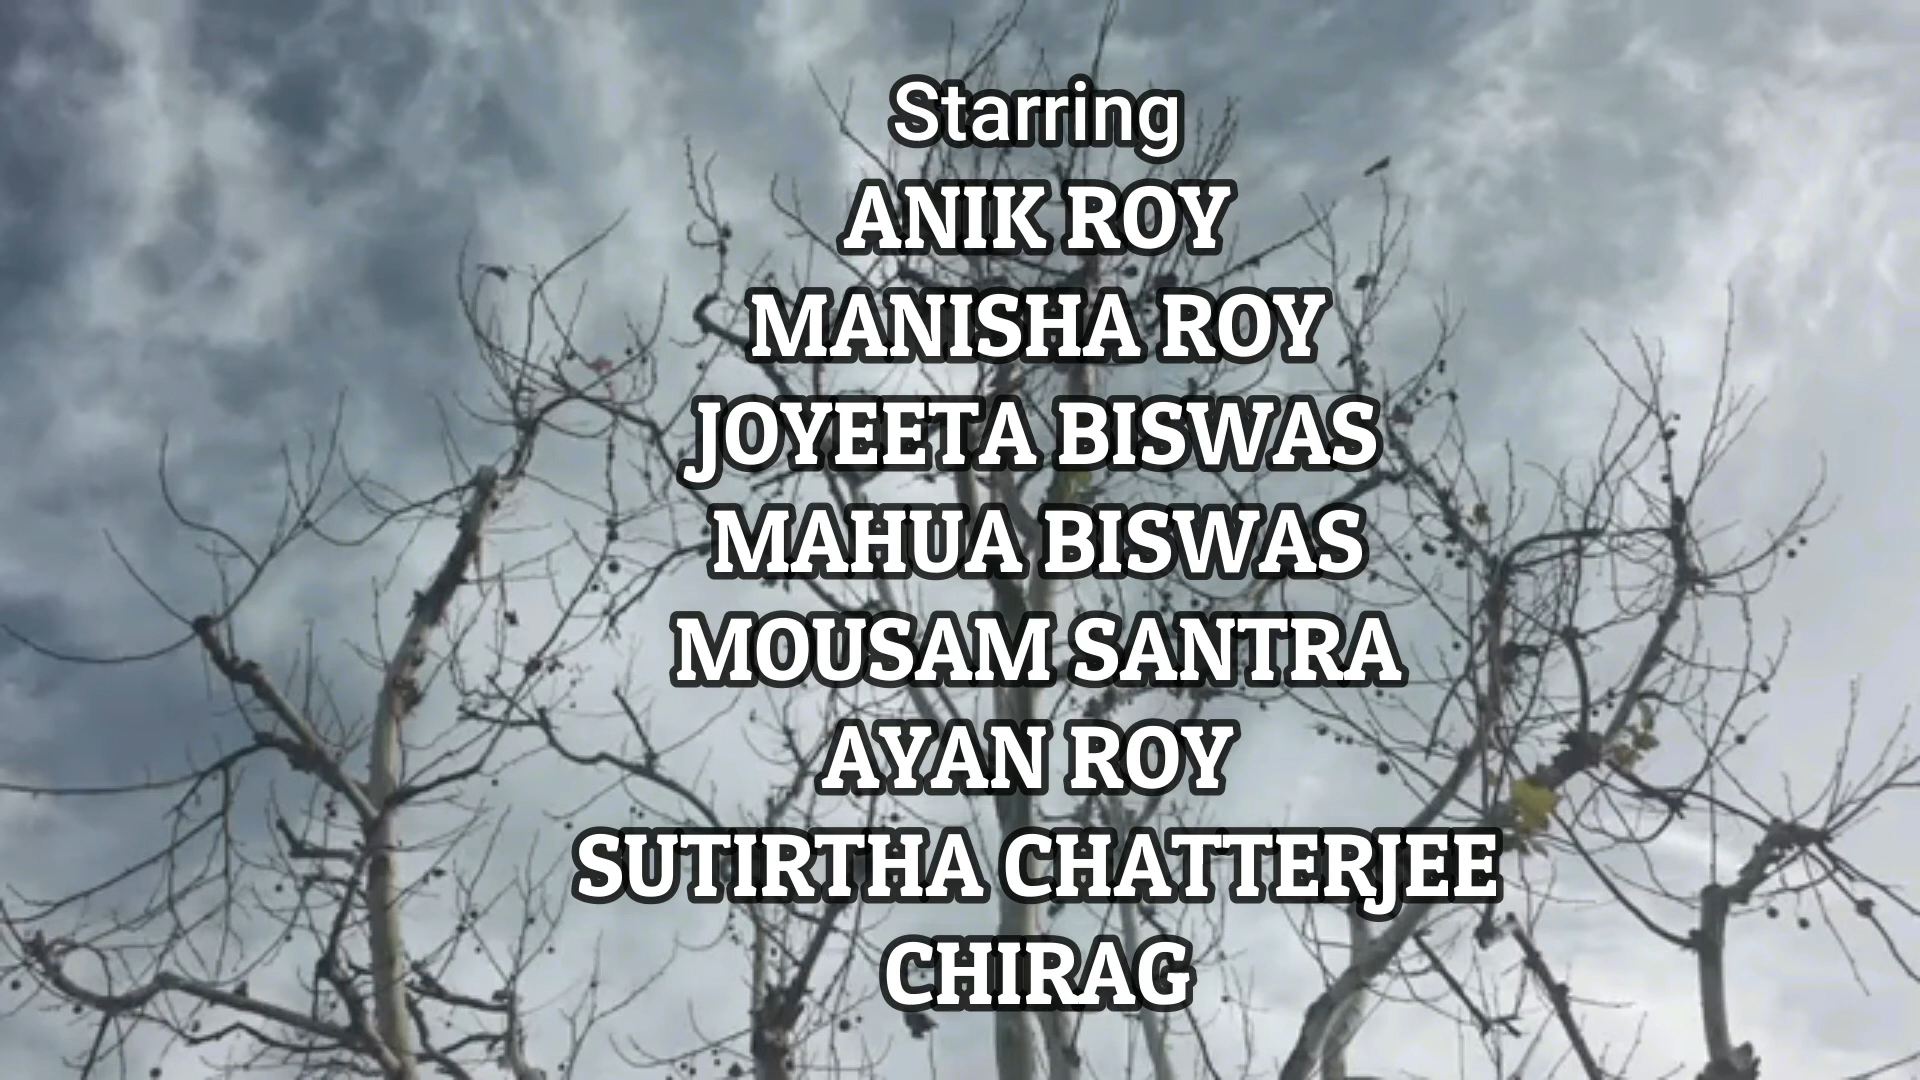 Starring
ANIK ROY
MANISHA ROY
JOYEETA BISWAS
MAHUA BISWAS
MOUSAM SANTRA
AYAN ROY
SUTIRTHA CHATTERJEE
CHIRAG